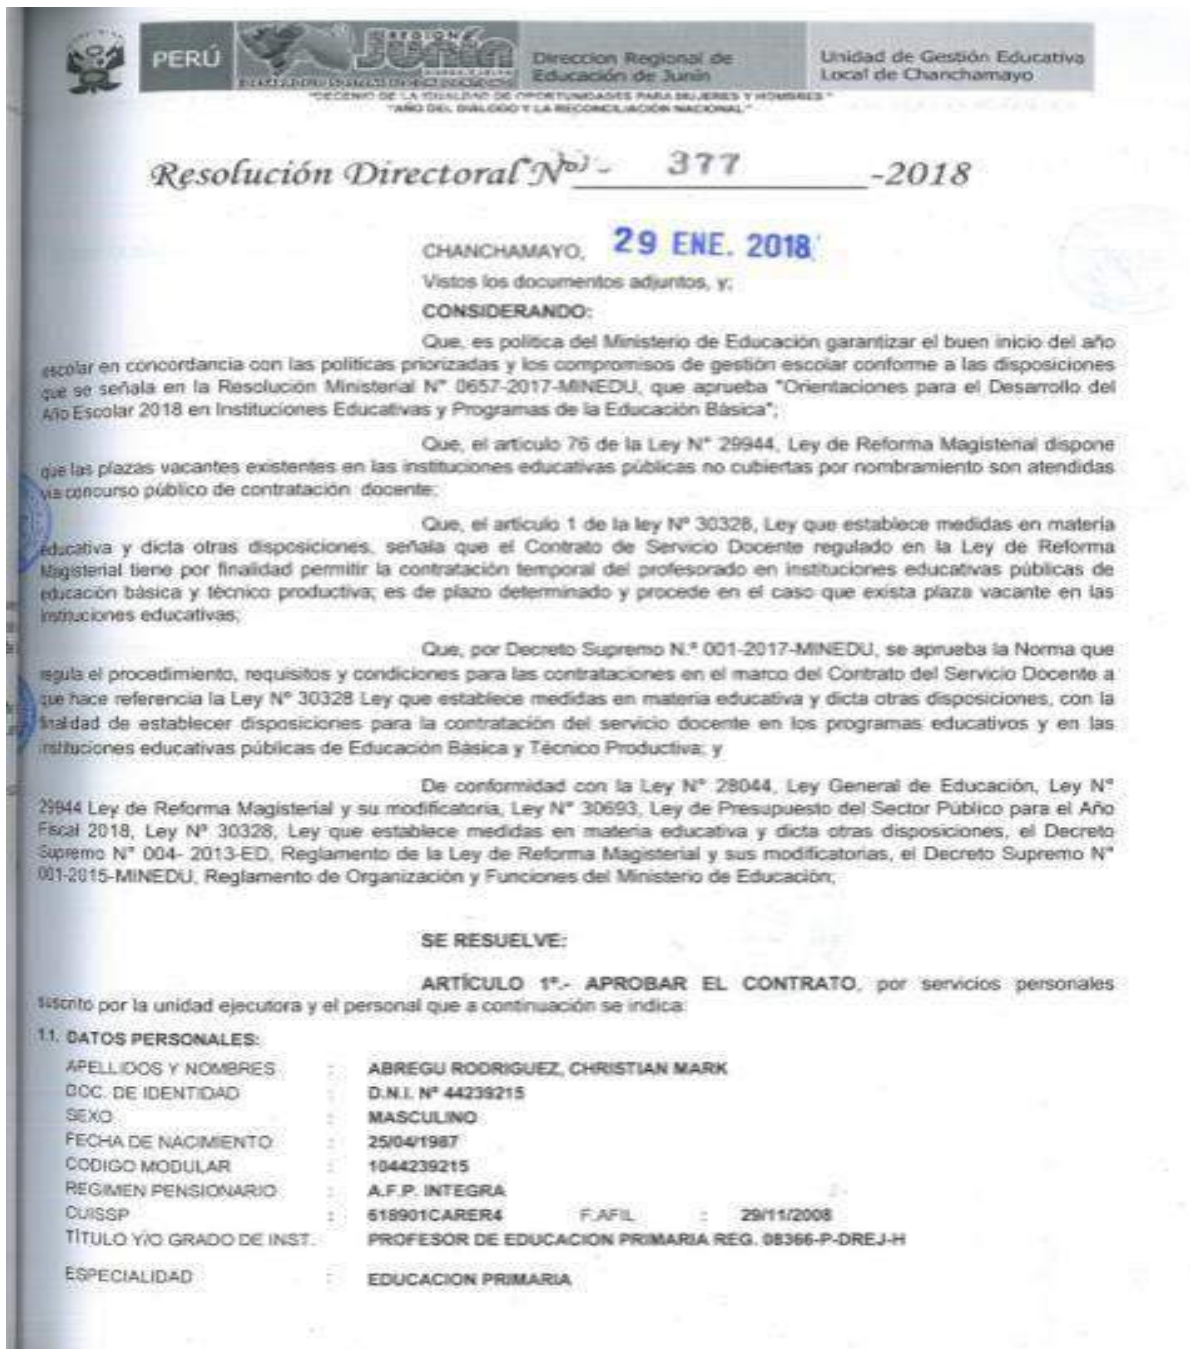 PERÚ
REGIÓN
Junín
Direccion Regional de
Educación de Junín
Unidad de Gestión Educativa
Local de Chanchamayo
"DECENIO DE LA IGUALDAD DE OPORTUNIDADES PARA MUJERES Y HOMBRES"
"AÑO DEL DIALOGO Y LA RECONCILIACIÓN NACIONAL"
Resolución Directoral Nº - 377 -2018
CHANCHAMAYO, 29 ENE. 2018
Vistos los documentos adjuntos, y;
CONSIDERANDO:
Que, es política del Ministerio de Educación garantizar el buen inicio del año
escolar en concordancia con las políticas priorizadas y los compromisos de gestión escolar conforme a las disposiciones
que se señala en la Resolución Ministerial N° 0657-2017-MINEDU, que aprueba "Orientaciones para el Desarrollo del
Año Escolar 2018 en Instituciones Educativas y Programas de la Educación Básica";
Que, el artículo 76 de la Ley N° 29944, Ley de Reforma Magisterial dispone
que las plazas vacantes existentes en las instituciones educativas públicas no cubiertas por nombramiento son atendidas
vía concurso público de contratación docente;
Que, el artículo 1 de la ley Nº 30328, Ley que establece medidas en materia
educativa y dicta otras disposiciones, señala que el Contrato de Servicio Docente regulado en la Ley de Reforma
Magisterial tiene por finalidad permitir la contratación temporal del profesorado en instituciones educativas públicas de
educación básica y técnico productiva; es de plazo determinado y procede en el caso que exista plaza vacante en las
instituciones educativas;
Que, por Decreto Supremo N.° 001-2017-MINEDU, se aprueba la Norma que
regula el procedimiento, requisitos y condiciones para las contrataciones en el marco del Contrato del Servicio Docente a
que hace referencia la Ley Nº 30328 Ley que establece medidas en materia educativa y dicta otras disposiciones, con la
finalidad de establecer disposiciones para la contratación del servicio docente en los programas educativos y en las
instituciones educativas públicas de Educación Básica y Técnico Productiva; y
De conformidad con la Ley N° 28044, Ley General de Educación, Ley N°
29944 Ley de Reforma Magisterial y su modificatoria, Ley N° 30693, Ley de Presupuesto del Sector Público para el Año
Fiscal 2018, Ley Nº 30328, Ley que establece medidas en materia educativa y dicta otras disposiciones, el Decreto
Supremo N° 004- 2013-ED, Reglamento de la Ley de Reforma Magisterial y sus modificatorias, el Decreto Supremo N°
001-2015-MINEDU, Reglamento de Organización y Funciones del Ministerio de Educación;
SE RESUELVE:
ARTÍCULO 1º.- APROBAR EL CONTRATO, por servicios personales
suscrito por la unidad ejecutora y el personal que a continuación se indica:
1.1. DATOS PERSONALES:
APELLIDOS Y NOMBRES : ABREGU RODRIGUEZ, CHRISTIAN MARK
DOC. DE IDENTIDAD : D.N.I. Nº 44239215
SEXO : MASCULINO
FECHA DE NACIMIENTO : 25/04/1987
CODIGO MODULAR : 1044239215
REGIMEN PENSIONARIO : A.F.P. INTEGRA
CUISSP : 618901CARER4 F.AFIL : 29/11/2008
TÍTULO Y/O GRADO DE INST. PROFESOR DE EDUCACION PRIMARIA REG. 08366-P-DREJ-H
ESPECIALIDAD : EDUCACION PRIMARIA